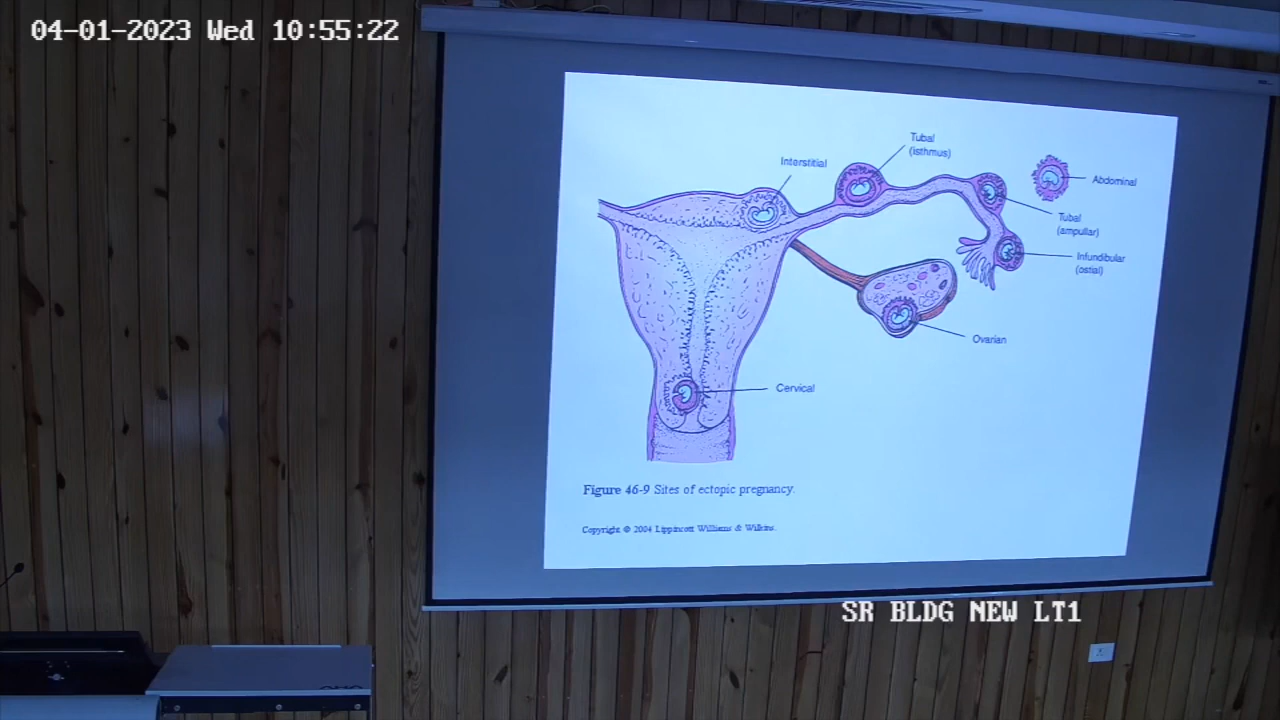 04-01-2023 Wed 10:55:22
Tubal
(isthmus)
Interstitial
Abdominal
Tubal
(ampullar)
Infundibular
(ostial)
Ovarian
Cervical
Figure 46-9 Sites of ectopic pregnancy.
Copyright © 2004 Lippincott Williams & Wilkins.
SR BLDG NEW LT1